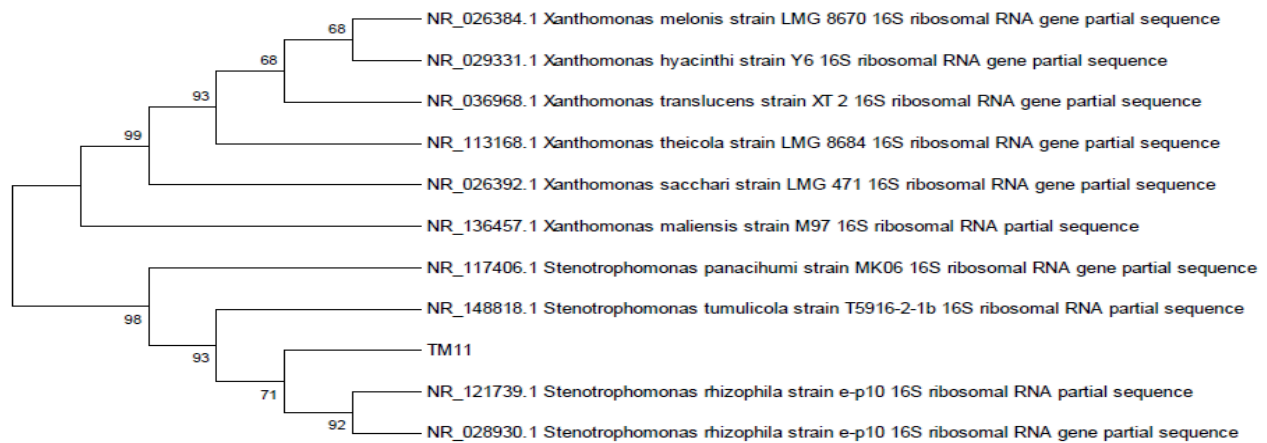 NR_026384.1 Xanthomonas melonis strain LMG 8670 16S ribosomal RNA gene partial sequence
68
NR_029331.1 Xanthomonas hyacinthi strain Y6 16S ribosomal RNA gene partial sequence
68
NR_036968.1 Xanthomonas translucens strain XT 2 16S ribosomal RNA gene partial sequence
93
NR_113168.1 Xanthomonas theicola strain LMG 8684 16S ribosomal RNA gene partial sequence
99
NR_026392.1 Xanthomonas sacchari strain LMG 471 16S ribosomal RNA gene partial sequence
NR_136457.1 Xanthomonas maliensis strain M97 16S ribosomal RNA partial sequence
NR_117406.1 Stenotrophomonas panacihumi strain MK06 16S ribosomal RNA gene partial sequence
NR_148818.1 Stenotrophomonas tumulicola strain T5916-2-1b 16S ribosomal RNA partial sequence
98
TM11
93
NR_121739.1 Stenotrophomonas rhizophila strain e-p10 16S ribosomal RNA partial sequence
71
92
NR_028930.1 Stenotrophomonas rhizophila strain e-p10 16S ribosomal RNA gene partial sequence